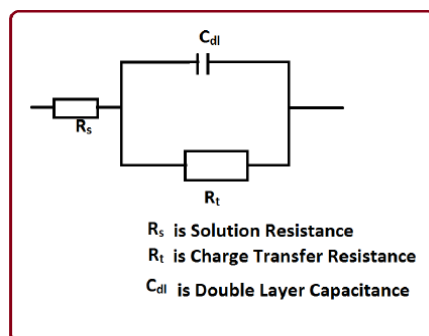 Cdl
Rs
Rt
Rs is Solution Resistance
Rt is Charge Transfer Resistance
Cdl is Double Layer Capacitance